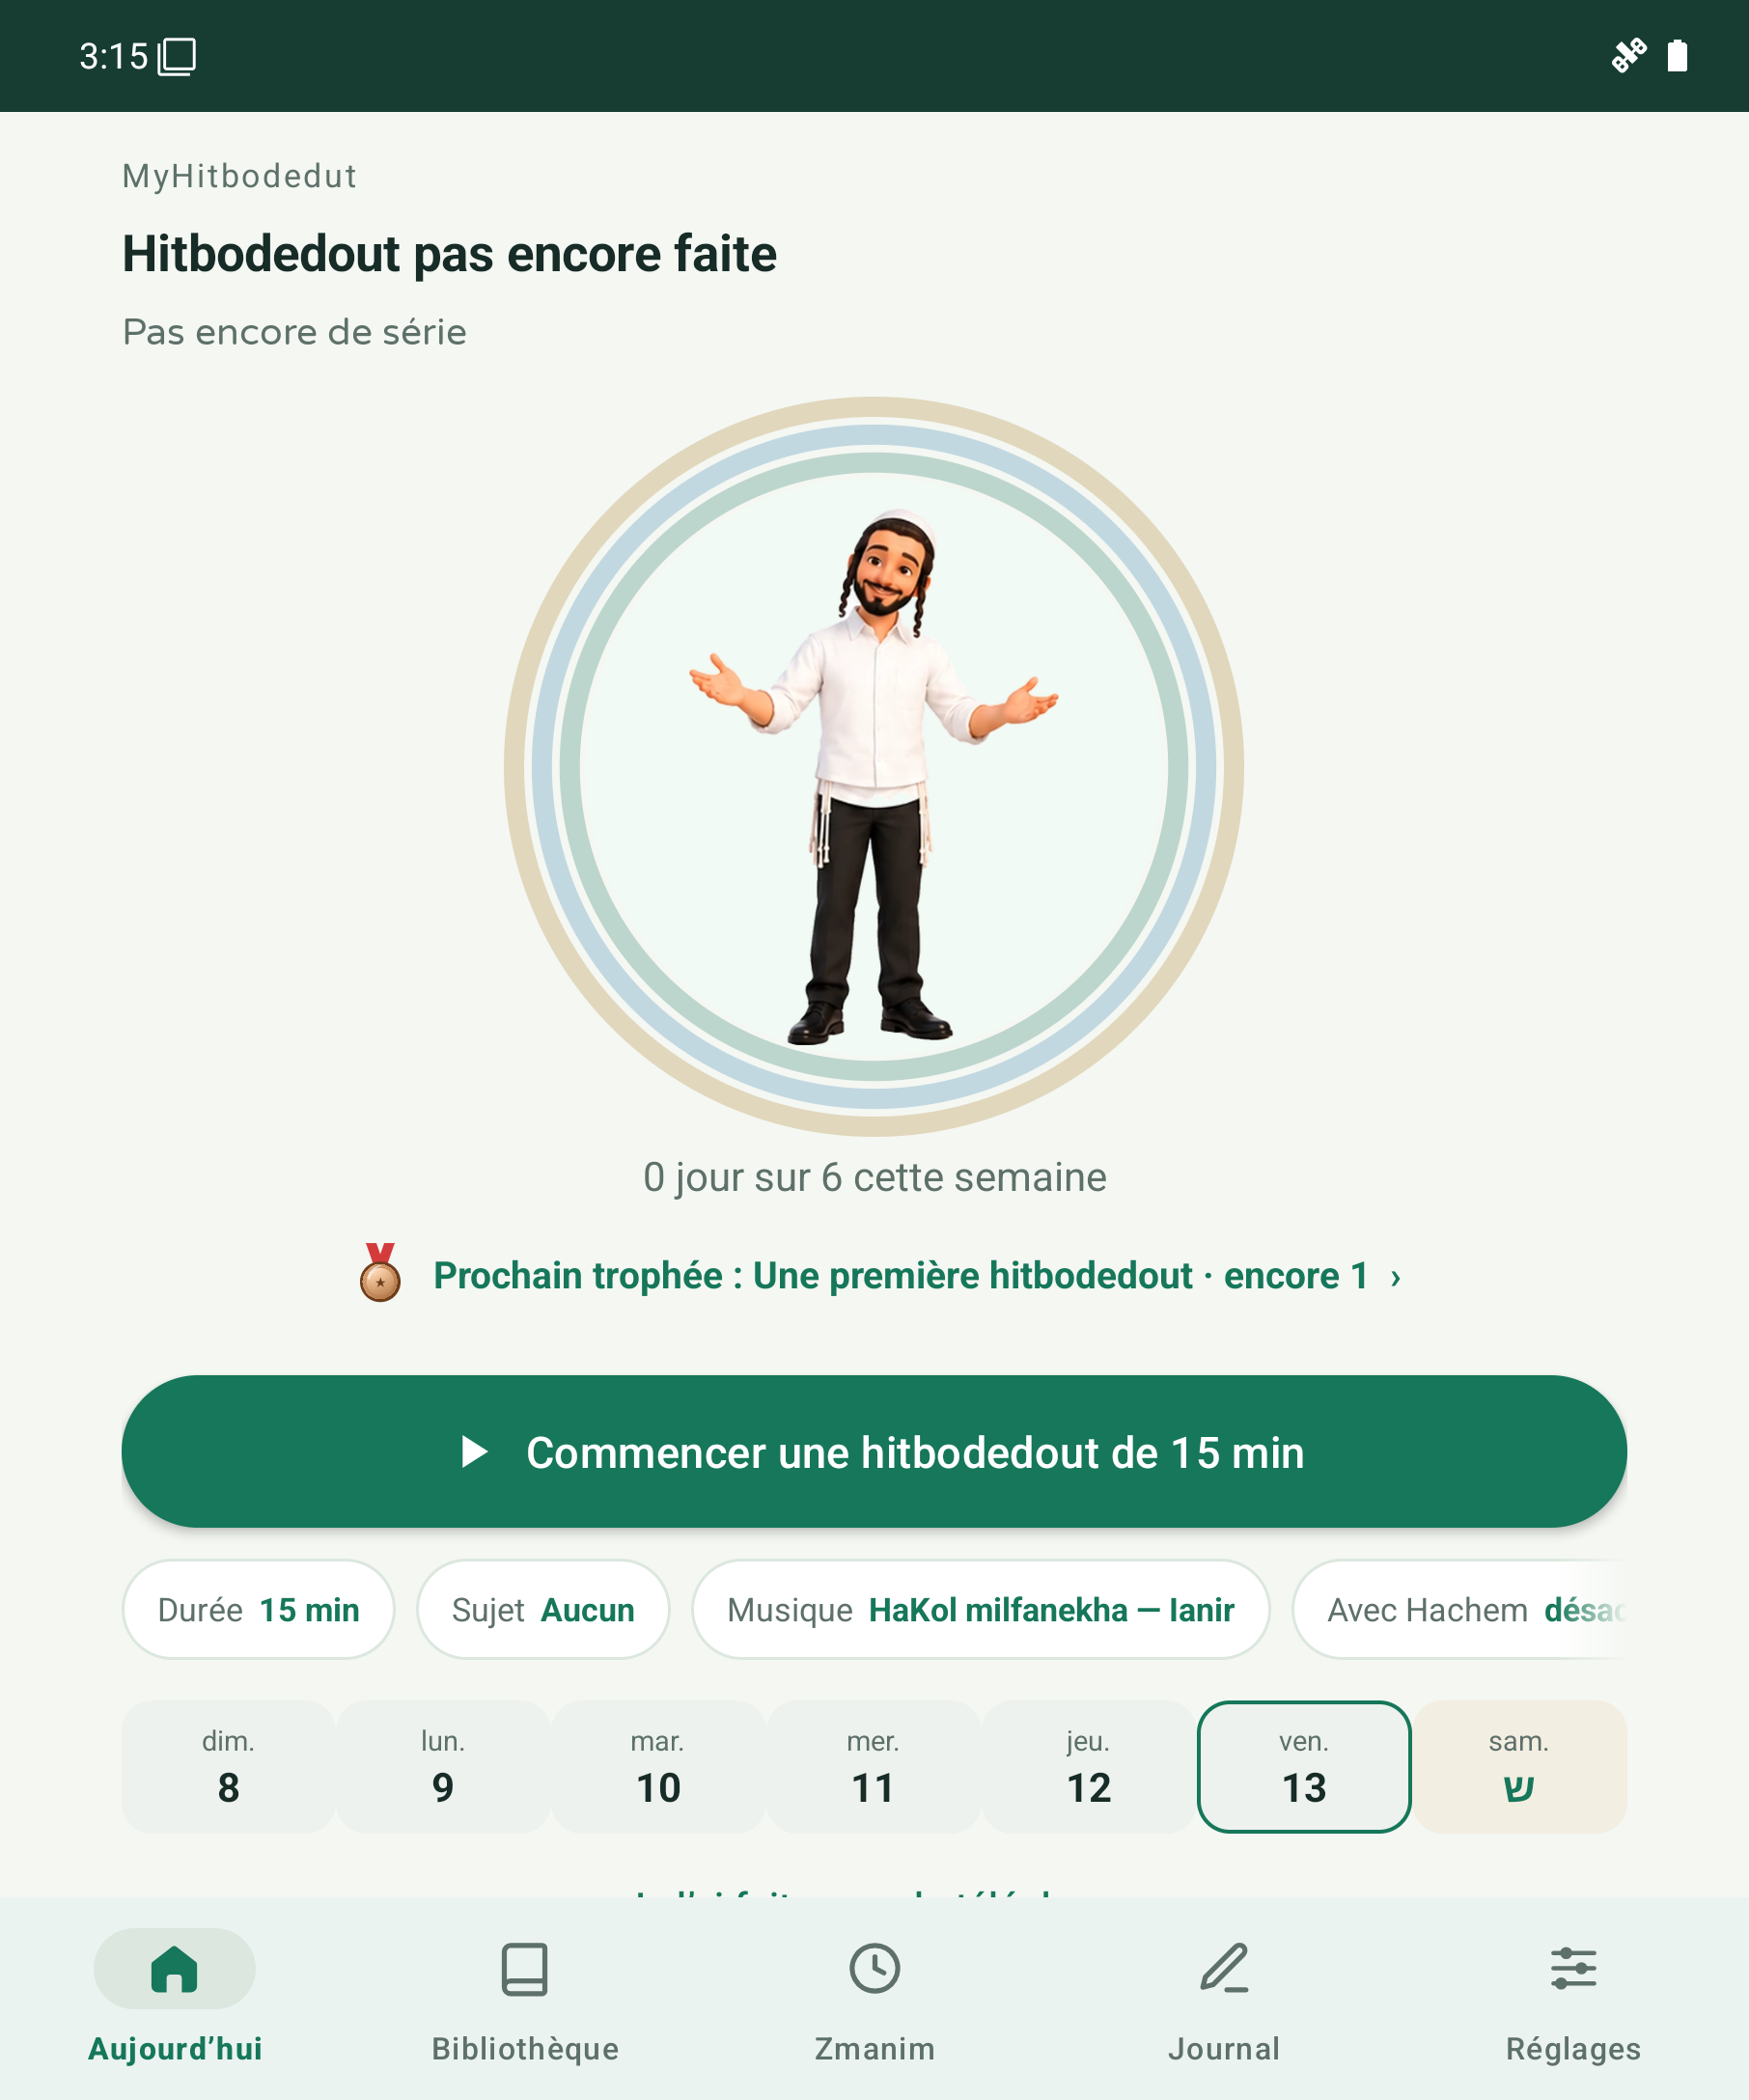 3:15
MyHitbodedut
Hitbodedout pas encore faite
Pas encore de série
0 jour sur 6 cette semaine
Prochain trophée : Une première hitbodedout · encore 1 ›
Commencer une hitbodedout de 15 min
Durée 15 min Sujet Aucun Musique HaKol milfanekha — Ianir Avec Hachem
dim. lun. mar. mer. jeu. ven. sam.
8 9 10 11 12 13 ש
Aujourd’hui Bibliothèque Zmanim Journal Réglages